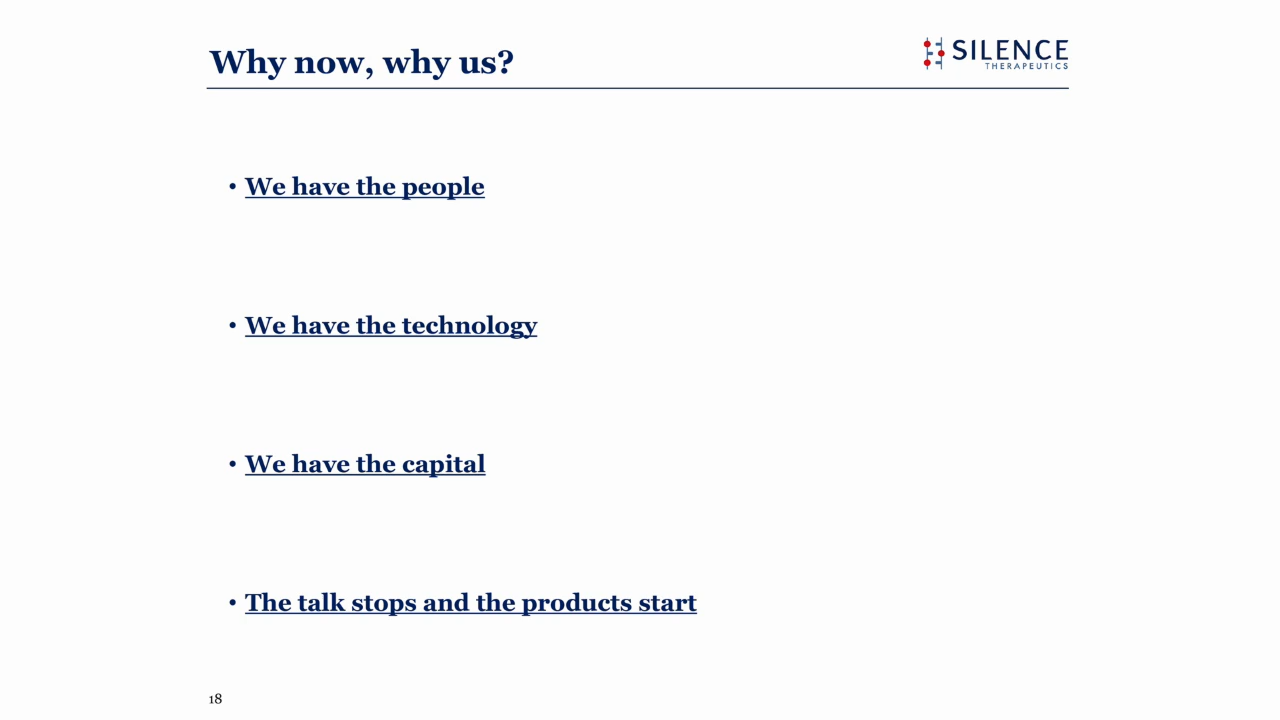 Why now, why us?
SILENCE
THERAPEUTICS
• We have the people
• We have the technology
• We have the capital
• The talk stops and the products start
18